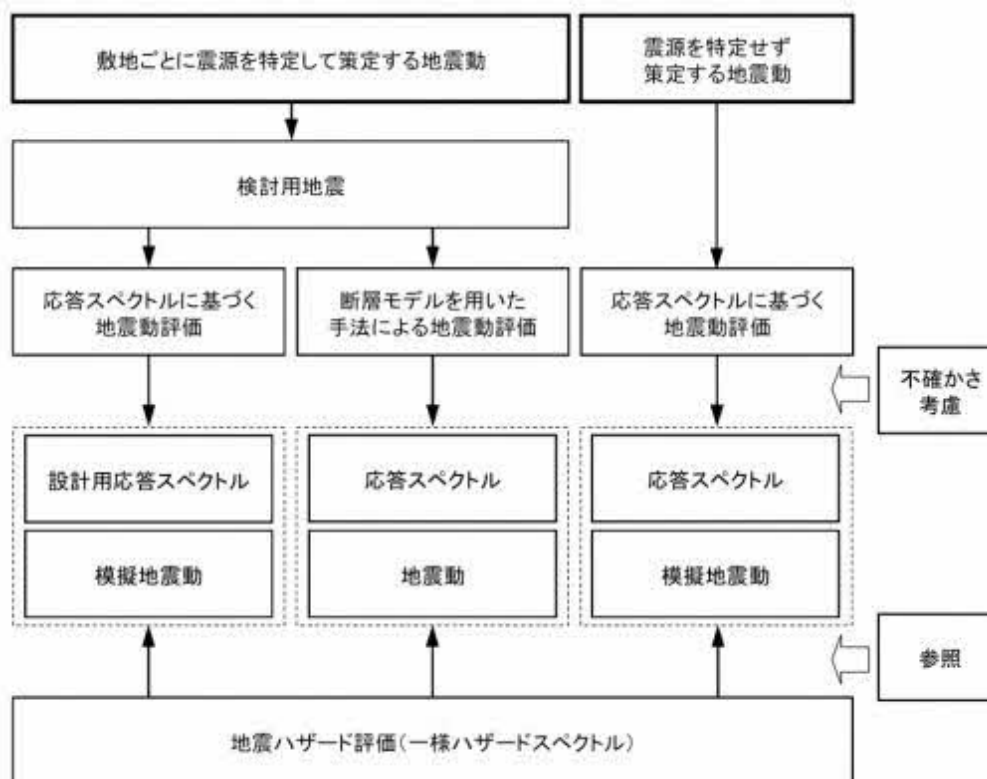 敷地ごとに震源を特定して策定する地震動
震源を特定せず
策定する地震動
検討用地震
応答スペクトルに基づく
地震動評価
断層モデルを用いた
手法による地震動評価
応答スペクトルに基づく
地震動評価
不確かさ
考慮
設計用応答スペクトル
応答スペクトル
応答スペクトル
模擬地震動
地震動
模擬地震動
参照
地震ハザード評価(一様ハザードスペクトル)